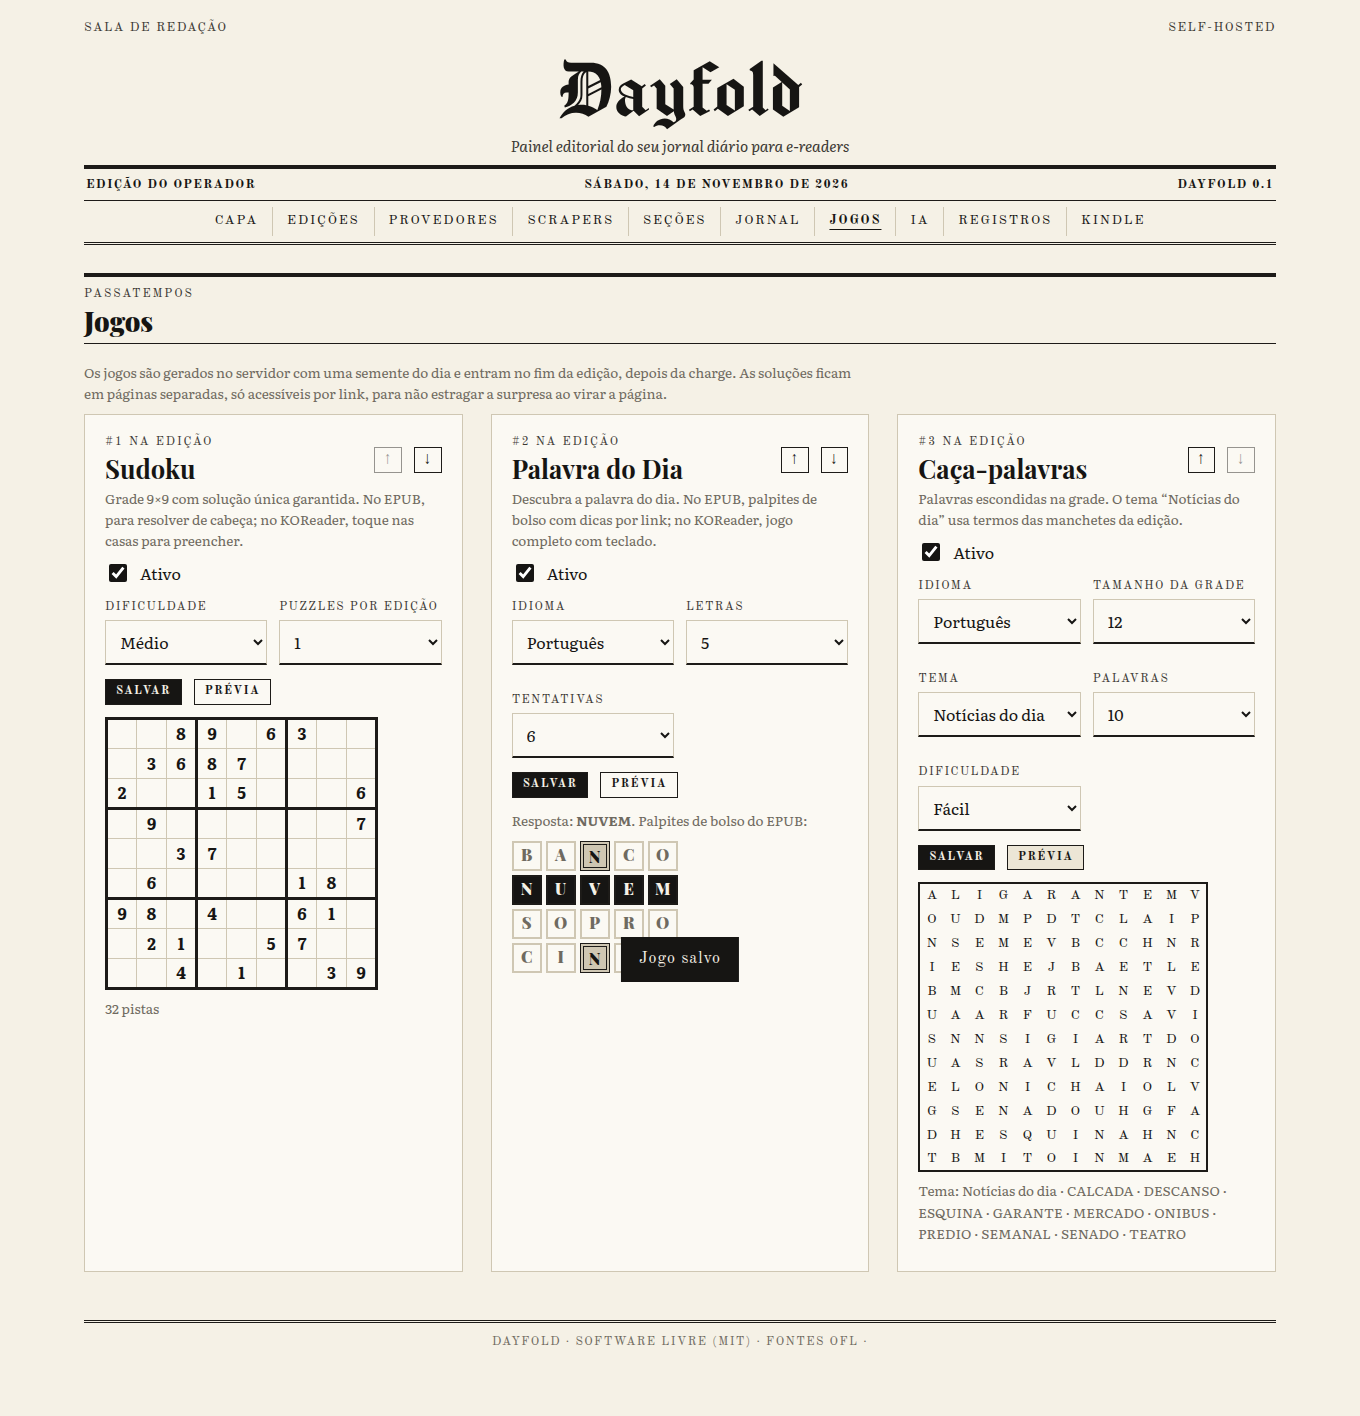 SALA DE REDAÇÃO
SELF-HOSTED
Dayfold
Painel editorial do seu jornal diário para e-readers
EDIÇÃO DO OPERADOR
SÁBADO, 14 DE NOVEMBRO DE 2026
DAYFOLD 0.1
CAPA
EDIÇÕES
PROVEDORES
SCRAPERS
SEÇÕES
JORNAL
JOGOS
IA
REGISTROS
KINDLE
PASSATEMPOS
Jogos
Os jogos são gerados no servidor com uma semente do dia e entram no fim da edição, depois da charge. As soluções ficam
em páginas separadas, só acessíveis por link, para não estragar a surpresa ao virar a página.
#1 NA EDIÇÃO
↑ ↓
Sudoku
Grade 9×9 com solução única garantida. No EPUB,
para resolver de cabeça; no KOReader, toque nas
casas para preencher.
Ativo
DIFICULDADE
PUZZLES POR EDIÇÃO
Médio
1
SALVAR
PRÉVIA
8 9 6 3
3 6 8 7
2 1 5 6
9 7
3 7
6 1 8
9 8 4 6 1
2 1 5 7
4 1 3 9
32 pistas
#2 NA EDIÇÃO
↑ ↓
Palavra do Dia
Descubra a palavra do dia. No EPUB, palpites de
bolso com dicas por link; no KOReader, jogo
completo com teclado.
Ativo
IDIOMA
LETRAS
Português
5
TENTATIVAS
6
SALVAR
PRÉVIA
Resposta: NUVEM. Palpites de bolso do EPUB:
B A N C O
N U V E M
S O P R O
C I N
Jogo salvo
#3 NA EDIÇÃO
↑ ↓
Caça-palavras
Palavras escondidas na grade. O tema “Notícias do
dia” usa termos das manchetes da edição.
Ativo
IDIOMA
TAMANHO DA GRADE
Português
12
TEMA
PALAVRAS
Notícias do dia
10
DIFICULDADE
Fácil
SALVAR
PRÉVIA
A L I G A R A N T E M V
O U D M P D T C L A I P
N S E M E V B C C H N R
I E S H E J B A E T L E
B M C B J R T L N E V D
U A A R F U C C S A V I
S N N S I G I A R T D O
U A S R A V L D D R N C
E L O N I C H A I O L V
G S E N A D O U H G F A
D H E S Q U I N A H N C
T B M I T O I N M A E H
Tema: Notícias do dia · CALCADA · DESCANSO ·
ESQUINA · GARANTE · MERCADO · ONIBUS ·
PREDIO · SEMANAL · SENADO · TEATRO
DAYFOLD · SOFTWARE LIVRE (MIT) · FONTES OFL ·